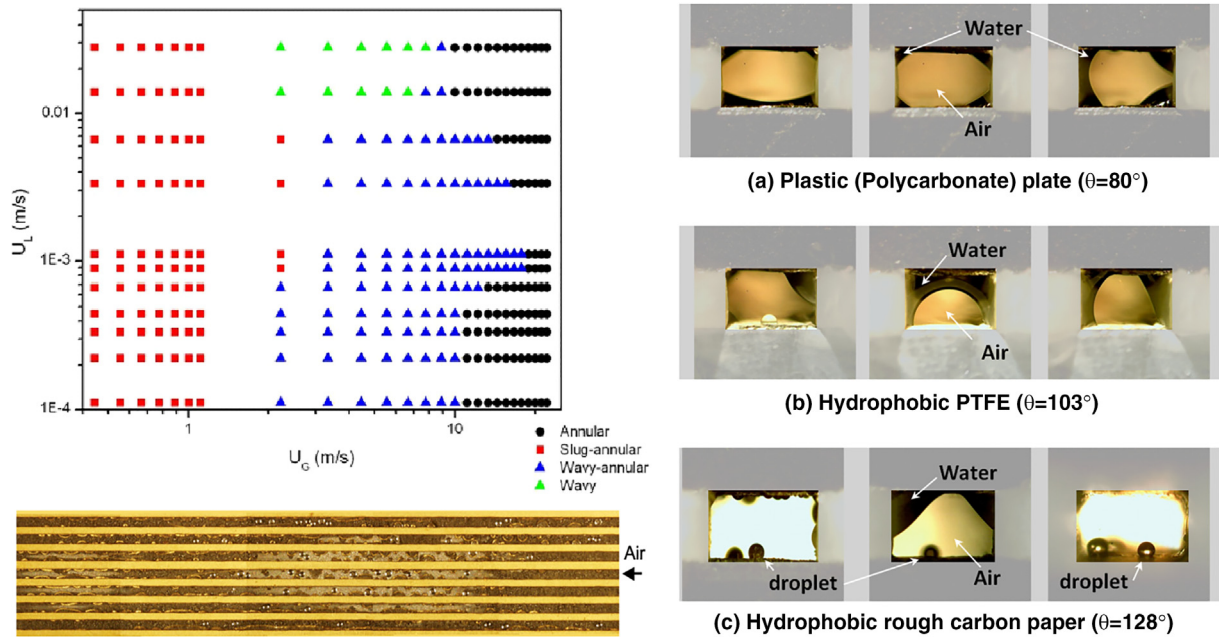 0.01
U_L (m/s)
1E-3
1E-4
1
10
U_G (m/s)
Annular
Slug-annular
Wavy-annular
Wavy
Air
Water
Air
(a) Plastic (Polycarbonate) plate (θ=80°)
Water
Air
(b) Hydrophobic PTFE (θ=103°)
Water
droplet
Air
droplet
(c) Hydrophobic rough carbon paper (θ=128°)